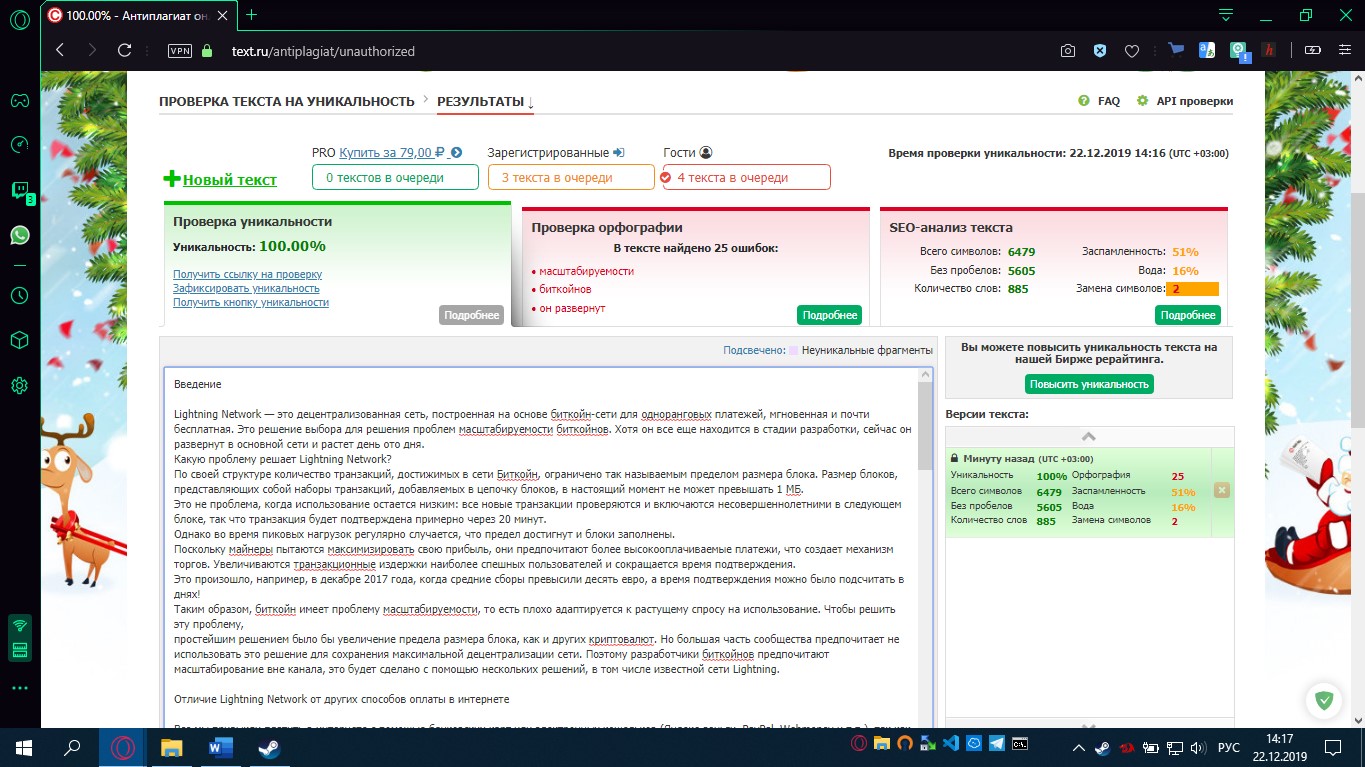 100.00% - Антиплагиат он
VPN text.ru/antiplagiat/unauthorized
ПРОВЕРКА ТЕКСТА НА УНИКАЛЬНОСТЬ РЕЗУЛЬТАТЫ ↓ FAQ API проверки
PRO Купить за 79,00 ₽ Зарегистрированные Гости Время проверки уникальности: 22.12.2019 14:16 (UTC +03:00)
Новый текст 0 текстов в очереди 3 текста в очереди 4 текста в очереди
Проверка уникальности
Уникальность: 100.00%
Получить ссылку на проверку
Зафиксировать уникальность
Получить кнопку уникальности
Подробнее
Проверка орфографии
В тексте найдено 25 ошибок:
• масштабируемости
• биткойнов
• он развернут
Подробнее
SEO-анализ текста
Всего символов: 6479 Заспамленность: 51%
Без пробелов: 5605 Вода: 16%
Количество слов: 885 Замена символов: 2
Подробнее
Подсвечено: Неуникальные фрагменты
Введение
Lightning Network — это децентрализованная сеть, построенная на основе биткойн-сети для одноранговых платежей, мгновенная и почти
бесплатная. Это решение выбора для решения проблем масштабируемости биткойнов. Хотя он все еще находится в стадии разработки, сейчас он
развернут в основной сети и растет день ото дня.
Какую проблему решает Lightning Network?
По своей структуре количество транзакций, достижимых в сети Биткойн, ограничено так называемым пределом размера блока. Размер блоков,
представляющих собой наборы транзакций, добавляемых в цепочку блоков, в настоящий момент не может превышать 1 МБ.
Это не проблема, когда использование остается низким: все новые транзакции проверяются и включаются несовершеннолетними в следующем
блоке, так что транзакция будет подтверждена примерно через 20 минут.
Однако во время пиковых нагрузок регулярно случается, что предел достигнут и блоки заполнены.
Поскольку майнеры пытаются максимизировать свою прибыль, они предпочитают более высокооплачиваемые платежи, что создает механизм
торгов. Увеличиваются транзакционные издержки наиболее спешных пользователей и сокращается время подтверждения.
Это произошло, например, в декабре 2017 года, когда средние сборы превысили десять евро, а время подтверждения можно было подсчитать в
днях!
Таким образом, биткойн имеет проблему масштабируемости, то есть плохо адаптируется к растущему спросу на использование. Чтобы решить
эту проблему,
простейшим решением было бы увеличение предела размера блока, как и других криптовалют. Но большая часть сообщества предпочитает не
использовать это решение для сохранения максимальной децентрализации сети. Поэтому разработчики биткойнов предпочитают
масштабирование вне канала, это будет сделано с помощью нескольких решений, в том числе известной сети Lightning.
Отличие Lightning Network от других способов оплаты в интернете
Вы можете повысить уникальность текста на
нашей Бирже рерайтинга.
Повысить уникальность
Версии текста:
Минуту назад (UTC +03:00)
Уникальность 100% Орфография 25
Всего символов 6479 Заспамленность 51%
Без пробелов 5605 Вода 16%
Количество слов 885 Замена символов 2
3
РУС
14:17
22.12.2019